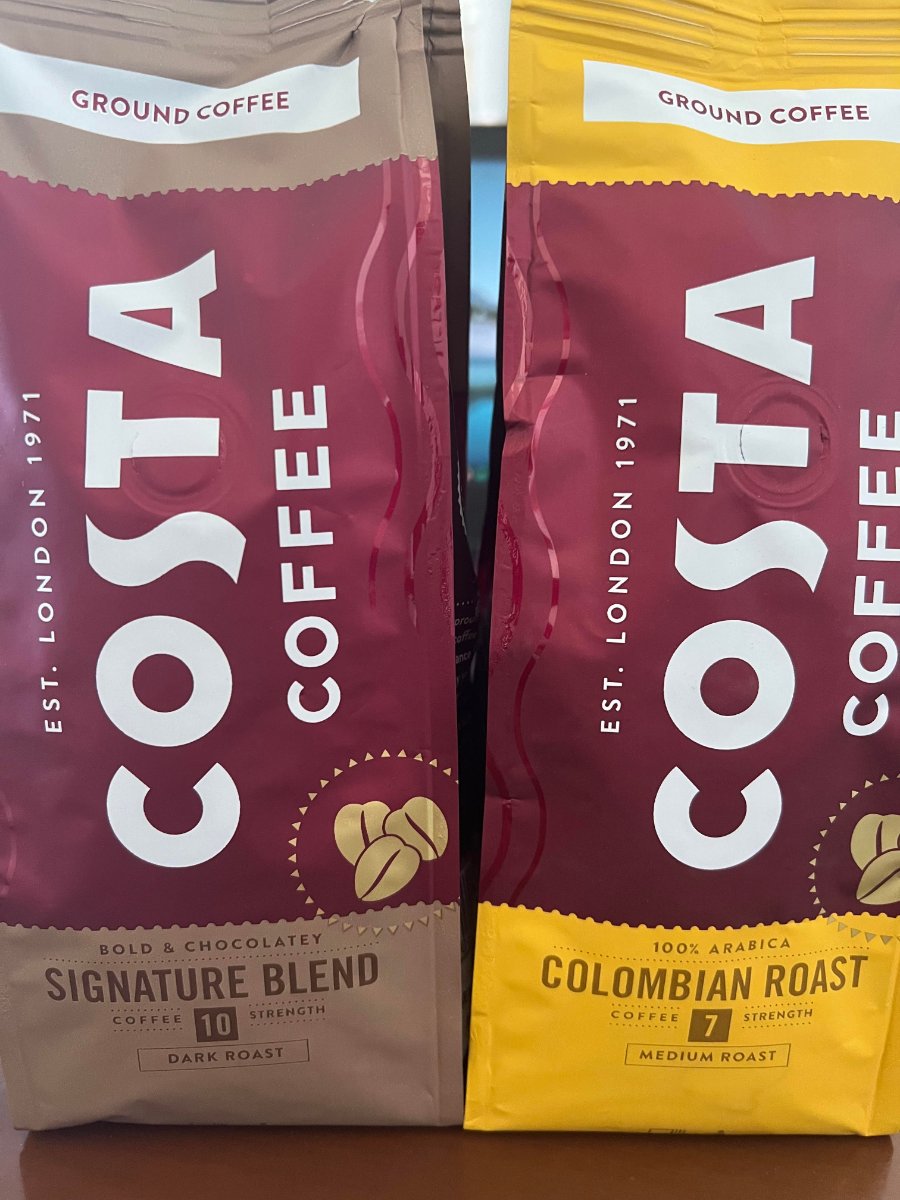 GROUND COFFEE
EST. LONDON 1971
COSTA
COFFEE
BOLD & CHOCOLATEY
SIGNATURE BLEND
COFFEE 10 STRENGTH
DARK ROAST
GROUND COFFEE
EST. LONDON 1971
COSTA
COFFEE
100% ARABICA
COLOMBIAN ROAST
COFFEE 7 STRENGTH
MEDIUM ROAST